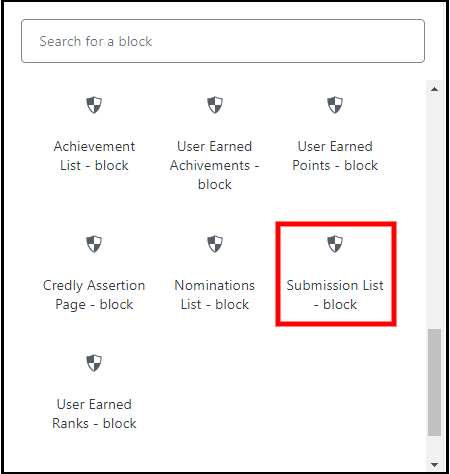 Search for a block
Achievement
List - block
User Earned
Achivements -
block
User Earned
Points - block
Credly Assertion
Page - block
Nominations
List - block
Submission List
- block
User Earned
Ranks - block